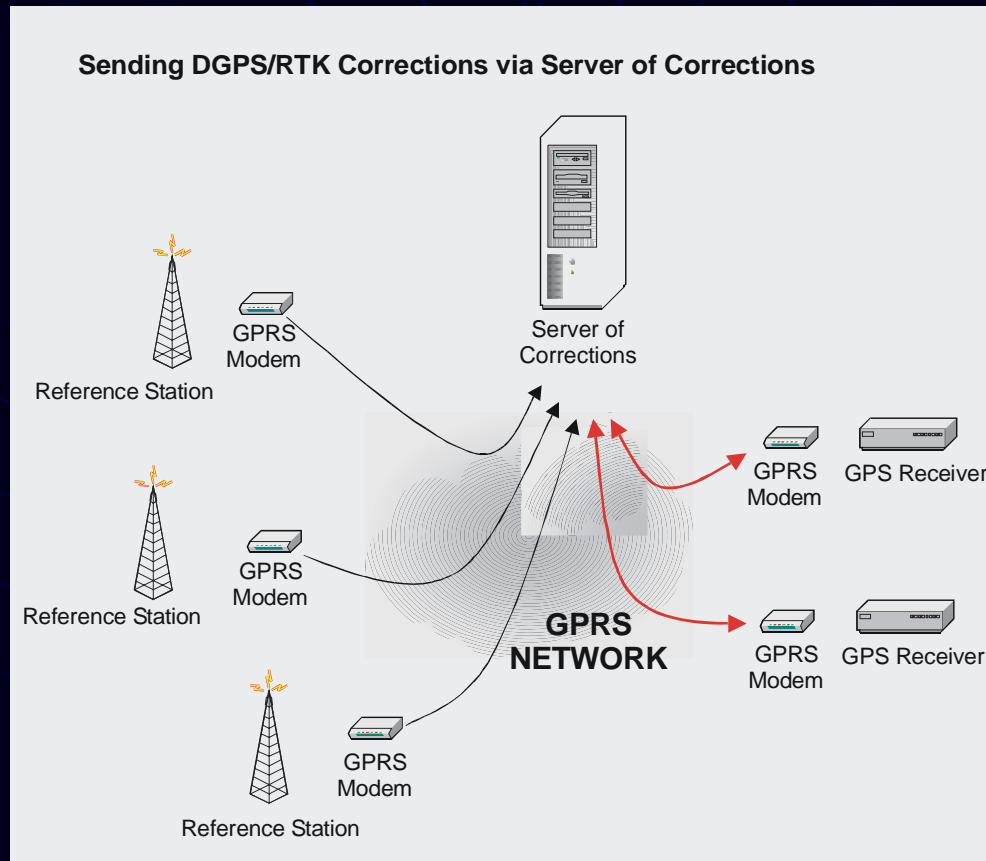 Sending DGPS/RTK Corrections via Server of Corrections
Server of
Corrections
GPRS
Modem
Reference Station
GPRS
Modem
GPS Receiver
GPRS
Modem
Reference Station
GPRS
NETWORK
GPRS
Modem
GPS Receiver
GPRS
Modem
Reference Station